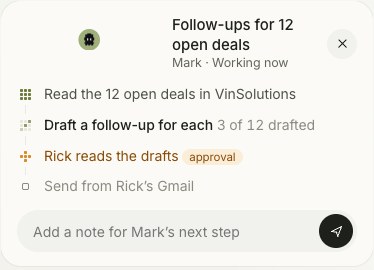 Follow-ups for 12
open deals
Mark · Working now
Read the 12 open deals in VinSolutions
Draft a follow-up for each 3 of 12 drafted
Rick reads the drafts approval
Send from Rick’s Gmail
Add a note for Mark’s next step